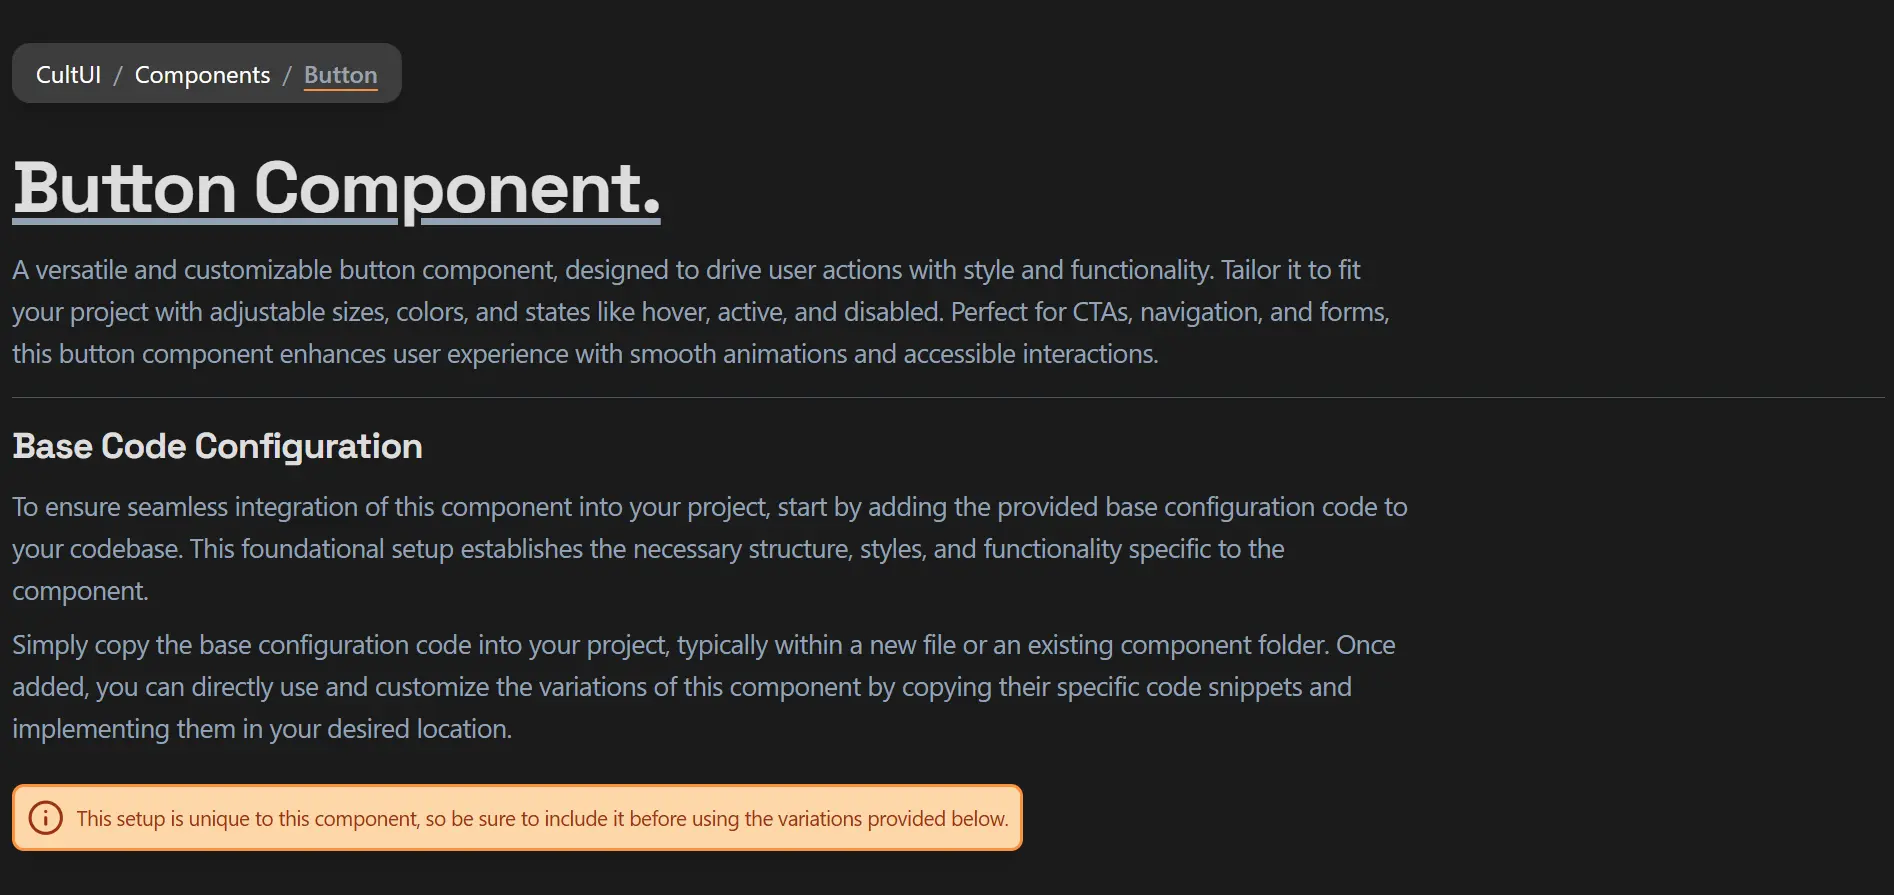 CultUI / Components / Button
Button Component.
A versatile and customizable button component, designed to drive user actions with style and functionality. Tailor it to fit
your project with adjustable sizes, colors, and states like hover, active, and disabled. Perfect for CTAs, navigation, and forms,
this button component enhances user experience with smooth animations and accessible interactions.
Base Code Configuration
To ensure seamless integration of this component into your project, start by adding the provided base configuration code to
your codebase. This foundational setup establishes the necessary structure, styles, and functionality specific to the
component.
Simply copy the base configuration code into your project, typically within a new file or an existing component folder. Once
added, you can directly use and customize the variations of this component by copying their specific code snippets and
implementing them in your desired location.
This setup is unique to this component, so be sure to include it before using the variations provided below.